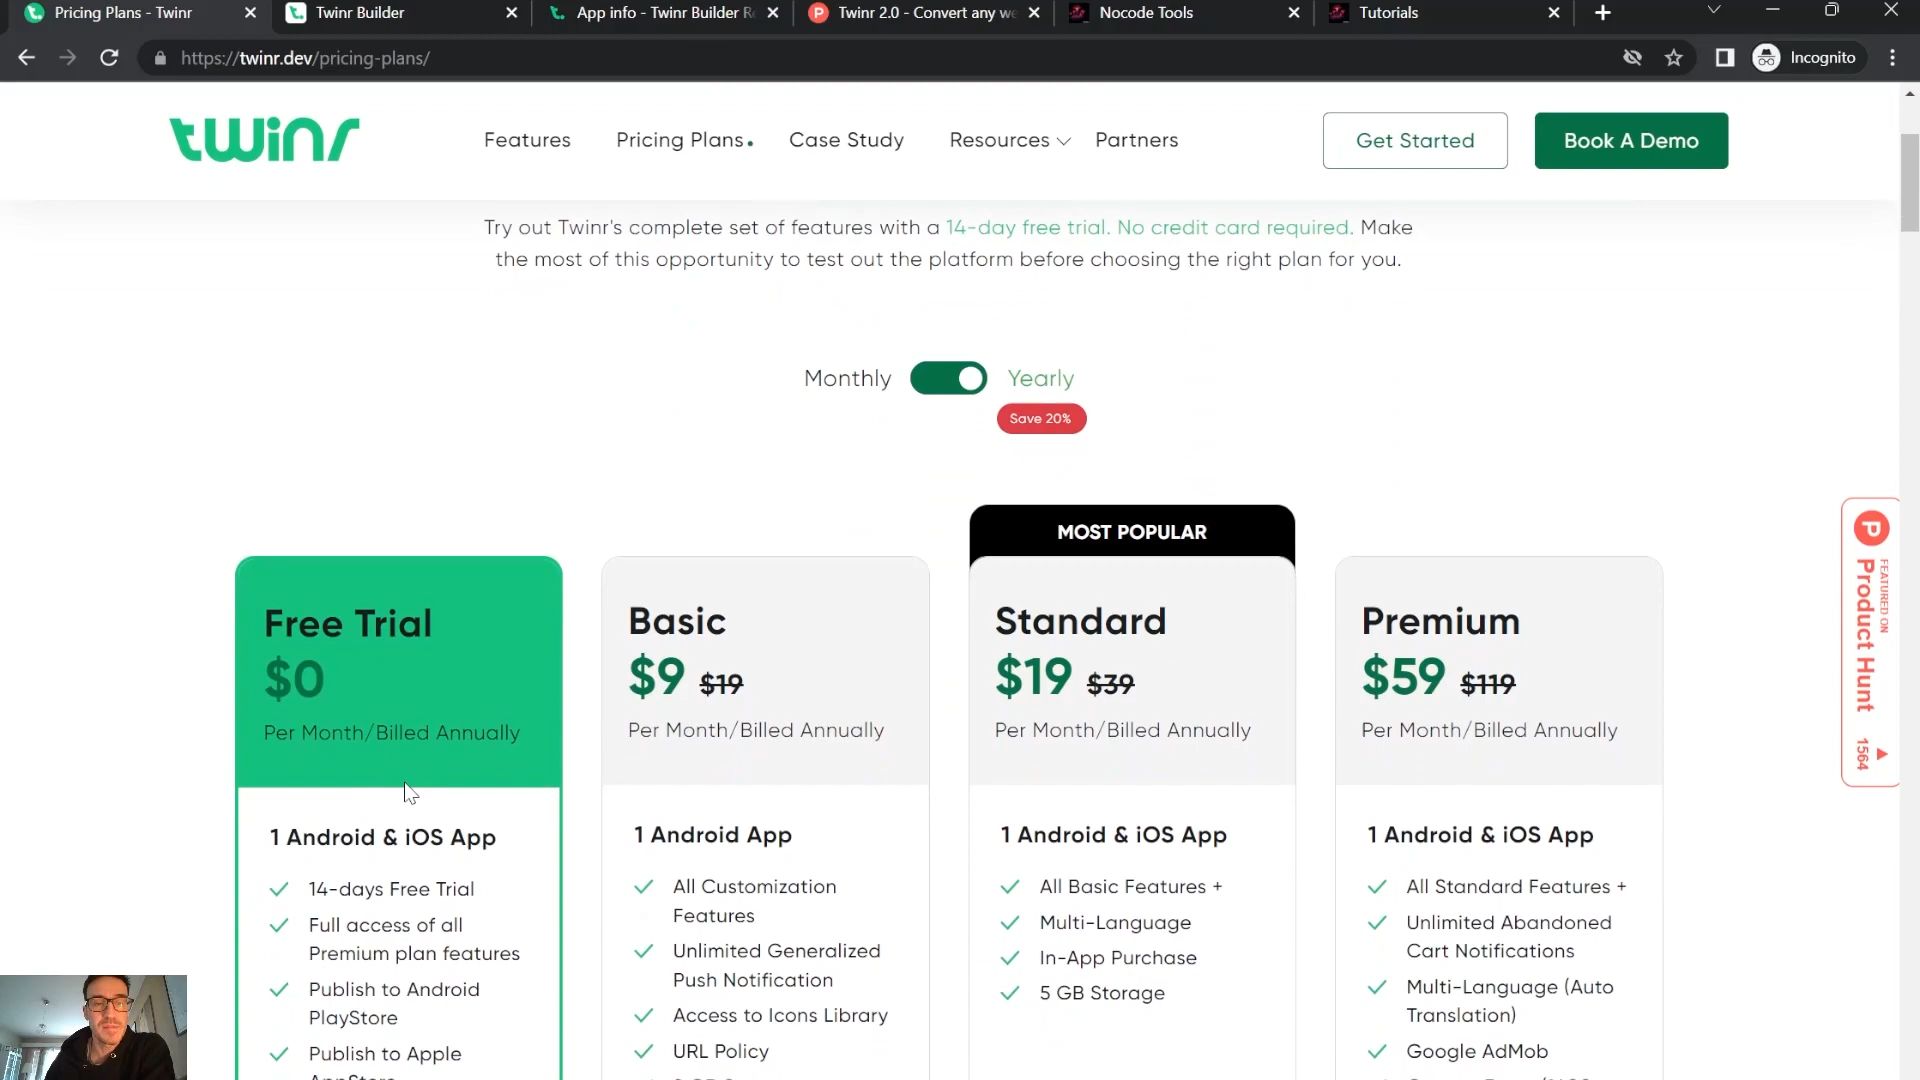 Pricing Plans - Twinr
Twinr Builder
App info - Twinr Builder R
Twinr 2.0 - Convert any we
Nocode Tools
Tutorials
https://twinr.dev/pricing-plans/
Incognito
twinr
Features
Pricing Plans
Case Study
Resources
Partners
Get Started
Book A Demo
Try out Twinr's complete set of features with a 14-day free trial. No credit card required. Make
the most of this opportunity to test out the platform before choosing the right plan for you.
Monthly
Yearly
Save 20%
MOST POPULAR
Free Trial
$0
Per Month/Billed Annually
1 Android & iOS App
14-days Free Trial
Full access of all
Premium plan features
Publish to Android
PlayStore
Publish to Apple
Basic
$9 $19
Per Month/Billed Annually
1 Android App
All Customization
Features
Unlimited Generalized
Push Notification
Access to Icons Library
URL Policy
Standard
$19 $39
Per Month/Billed Annually
1 Android & iOS App
All Basic Features +
Multi-Language
In-App Purchase
5 GB Storage
Premium
$59 $119
Per Month/Billed Annually
1 Android & iOS App
All Standard Features +
Unlimited Abandoned
Cart Notifications
Multi-Language (Auto
Translation)
Google AdMob
P
FEATURED ON
Product Hunt
1564